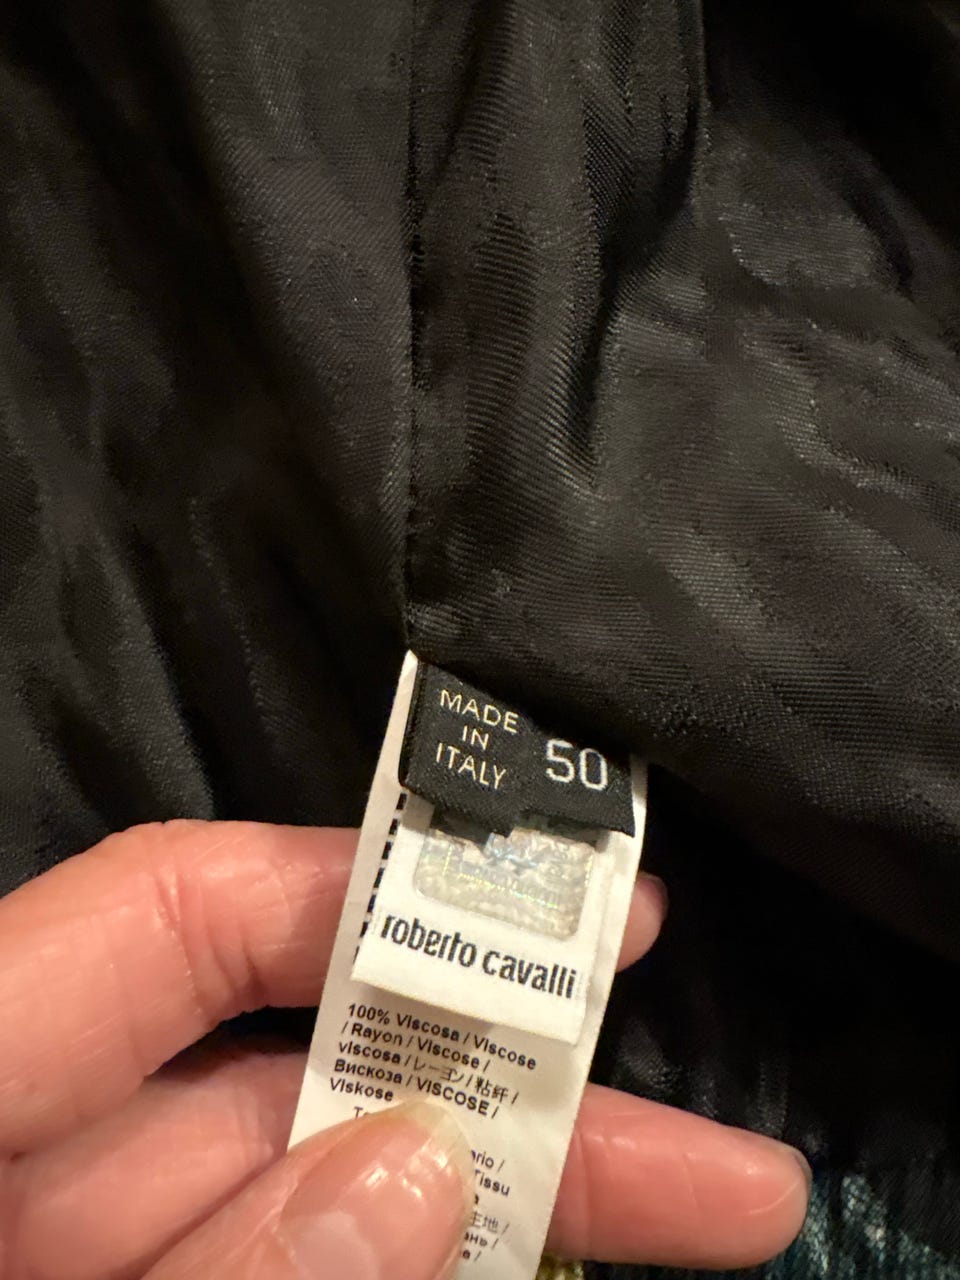 MADE
IN
ITALY
50
roberto cavalli
100% Viscosa / Viscose
/ Rayon / Viscose /
viscosa / レーヨン / 粘纤 /
Вискоза / VISCOSE /
Viskose